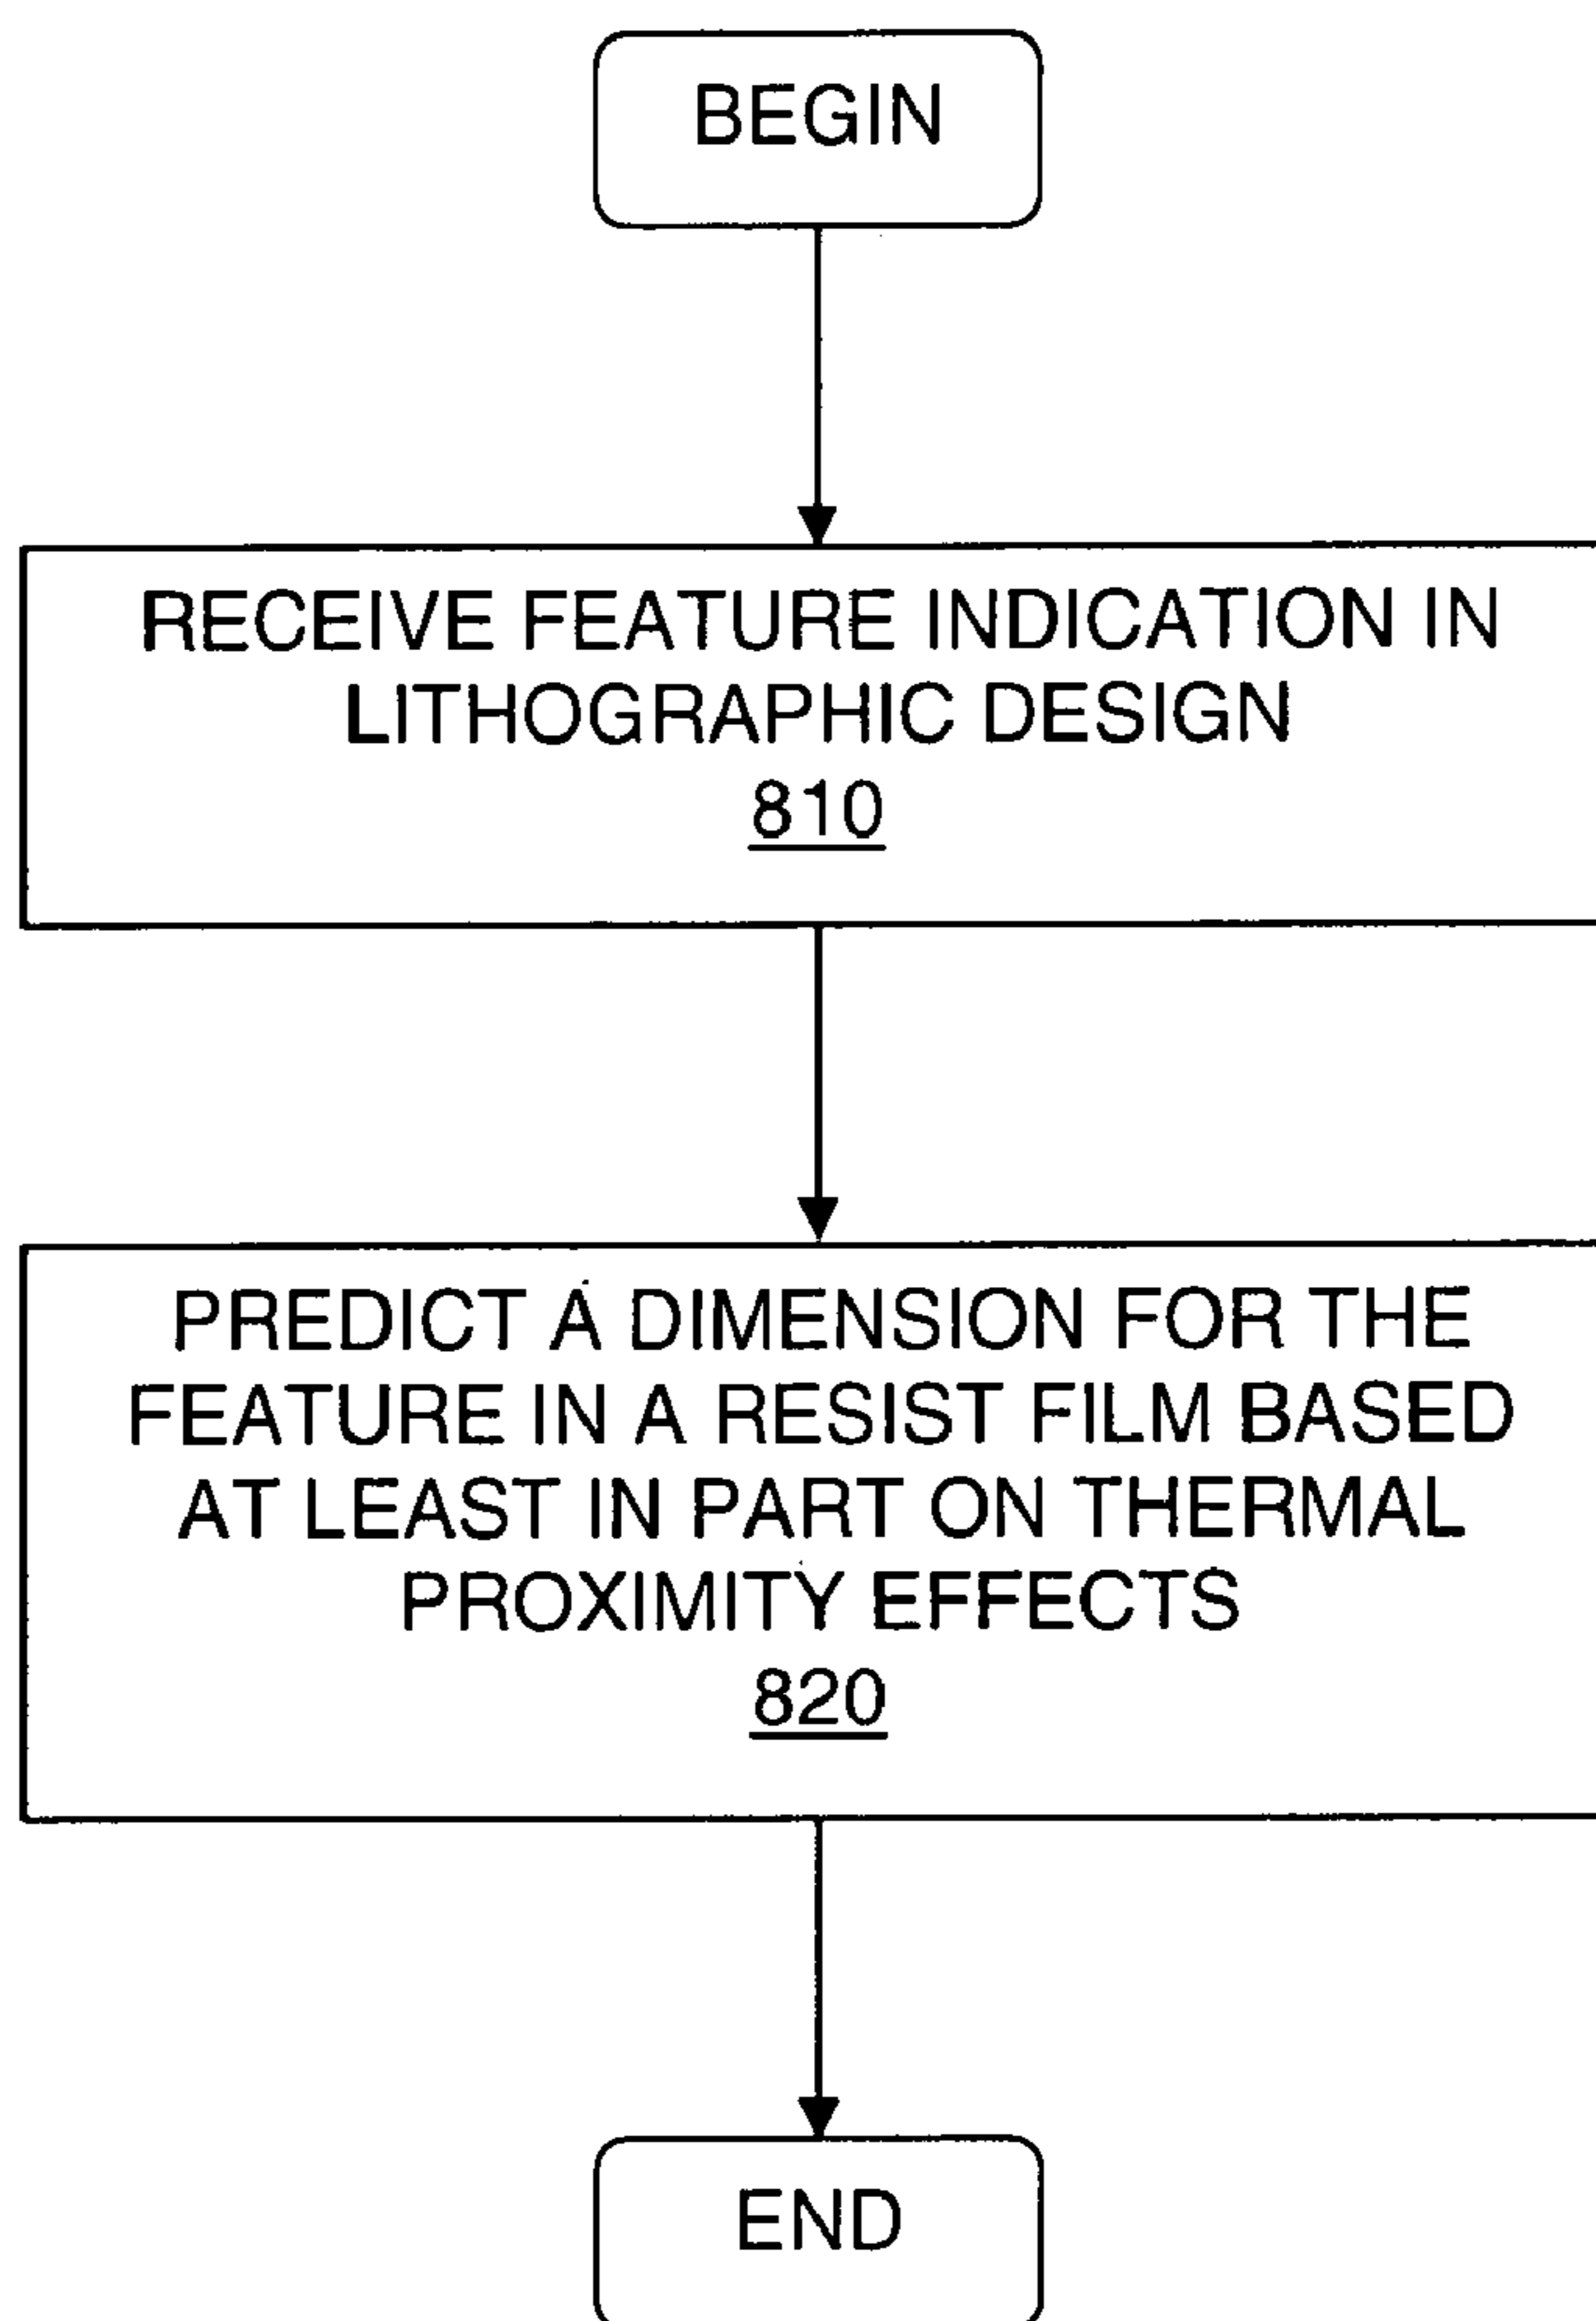 BEGIN
RECEIVE FEATURE INDICATION IN
LITHOGRAPHIC DESIGN
810
PREDICT A DIMENSION FOR THE
FEATURE IN A RESIST FILM BASED
AT LEAST IN PART ON THERMAL
PROXIMITY EFFECTS
820
END